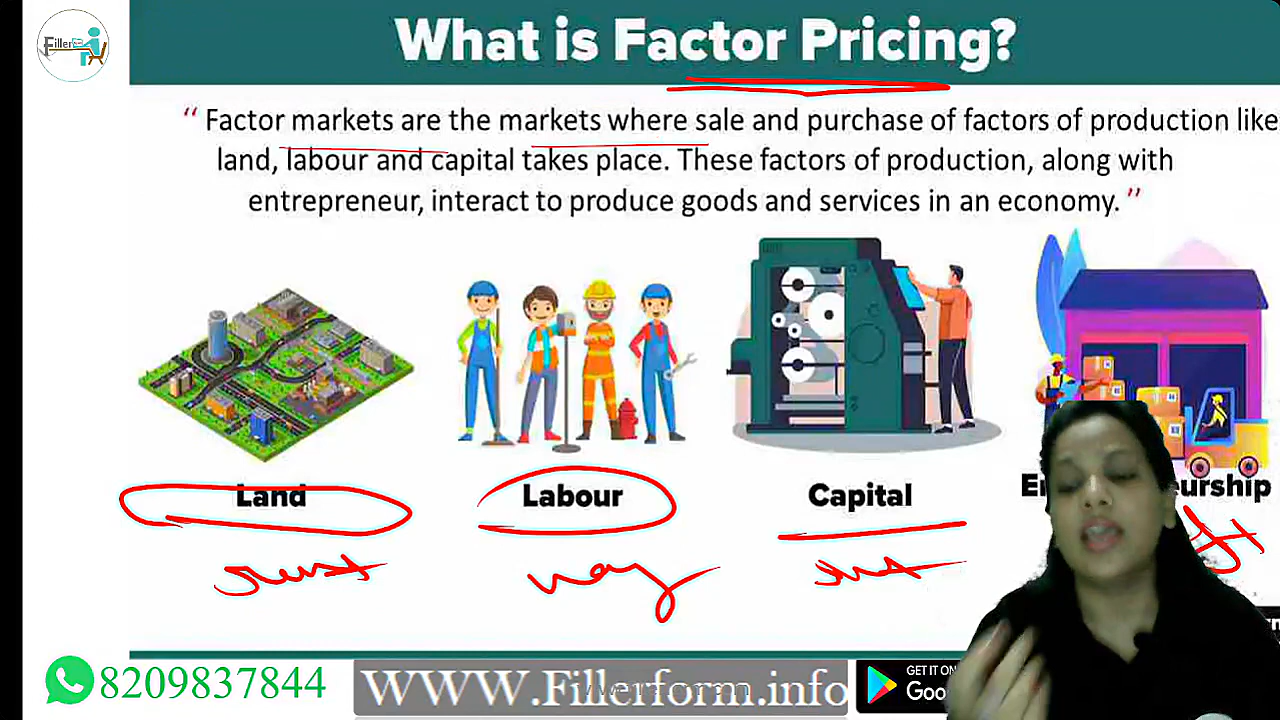 Fillerform
What is Factor Pricing?
“ Factor markets are the markets where sale and purchase of factors of production like
land, labour and capital takes place. These factors of production, along with
entrepreneur, interact to produce goods and services in an economy. ”
Land Labour Capital
8209837844 WWW.Fillerform.info GET IT ON